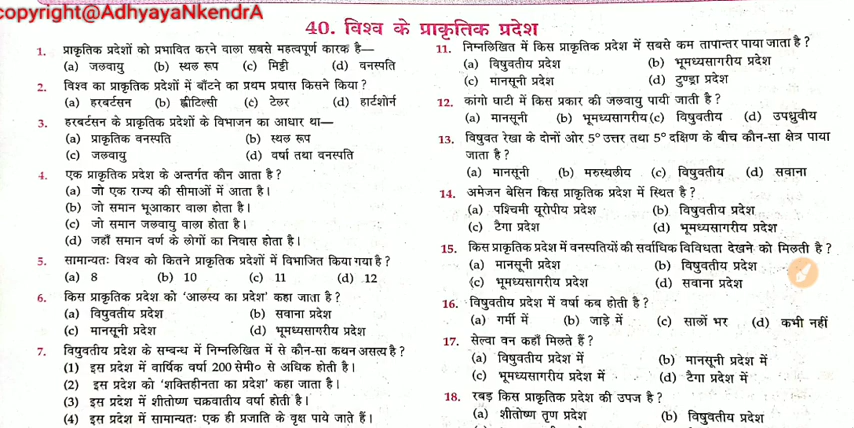 copyright@AdhyayaNkendrA
40. विश्व के प्राकृतिक प्रदेश
1. प्राकृतिक प्रदेशों को प्रभावित करने वाला सबसे महत्वपूर्ण कारक है—
(a) जलवायु (b) स्थल रूप (c) मिट्टी (d) वनस्पति
2. विश्व का प्राकृतिक प्रदेशों में बाँटने का प्रथम प्रयास किसने किया ?
(a) हरबर्टसन (b) ह्वीटिल्सी (c) टेलर (d) हार्टशोर्न
3. हरबर्टसन के प्राकृतिक प्रदेशों के विभाजन का आधार था—
(a) प्राकृतिक वनस्पति (b) स्थल रूप
(c) जलवायु (d) वर्षा तथा वनस्पति
4. एक प्राकृतिक प्रदेश के अन्तर्गत कौन आता है ?
(a) जो एक राज्य की सीमाओं में आता है।
(b) जो समान भूआकार वाला होता है।
(c) जो समान जलवायु वाला होता है।
(d) जहाँ समान वर्ण के लोगों का निवास होता है।
5. सामान्यतः विश्व को कितने प्राकृतिक प्रदेशों में विभाजित किया गया है ?
(a) 8 (b) 10 (c) 11 (d) 12
6. किस प्राकृतिक प्रदेश को 'आलस्य का प्रदेश' कहा जाता है ?
(a) विषुवतीय प्रदेश (b) सवाना प्रदेश
(c) मानसूनी प्रदेश (d) भूमध्यसागरीय प्रदेश
7. विषुवतीय प्रदेश के सम्बन्ध में निम्नलिखित में से कौन-सा कथन असत्य है ?
(1) इस प्रदेश में वार्षिक वर्षा 200 सेमी० से अधिक होती है।
(2) इस प्रदेश को 'शक्तिहीनता का प्रदेश' कहा जाता है।
(3) इस प्रदेश में शीतोष्ण चक्रवातीय वर्षा होती है।
(4) इस प्रदेश में सामान्यतः एक ही प्रजाति के वृक्ष पाये जाते हैं।
11. निम्नलिखित में किस प्राकृतिक प्रदेश में सबसे कम तापान्तर पाया जाता है ?
(a) विषुवतीय प्रदेश (b) भूमध्यसागरीय प्रदेश
(c) मानसूनी प्रदेश (d) टुण्ड्रा प्रदेश
12. कांगो घाटी में किस प्रकार की जलवायु पायी जाती है ?
(a) मानसूनी (b) भूमध्यसागरीय (c) विषुवतीय (d) उपध्रुवीय
13. विषुवत रेखा के दोनों ओर 5° उत्तर तथा 5° दक्षिण के बीच कौन-सा क्षेत्र पाया
जाता है ?
(a) मानसूनी (b) मरुस्थलीय (c) विषुवतीय (d) सवाना
14. अमेजन बेसिन किस प्राकृतिक प्रदेश में स्थित है ?
(a) पश्चिमी यूरोपीय प्रदेश (b) विषुवतीय प्रदेश
(c) टैगा प्रदेश (d) भूमध्यसागरीय प्रदेश
15. किस प्राकृतिक प्रदेश में वनस्पतियों की सर्वाधिक विविधता देखने को मिलती है ?
(a) मानसूनी प्रदेश (b) विषुवतीय प्रदेश
(c) भूमध्यसागरीय प्रदेश (d) सवाना प्रदेश
16. विषुवतीय प्रदेश में वर्षा कब होती है ?
(a) गर्मी में (b) जाड़े में (c) सालों भर (d) कभी नहीं
17. सेल्वा वन कहाँ मिलते हैं ?
(a) विषुवतीय प्रदेश में (b) मानसूनी प्रदेश में
(c) भूमध्यसागरीय प्रदेश में (d) टैगा प्रदेश में
18. रबड़ किस प्राकृतिक प्रदेश की उपज है ?
(a) शीतोष्ण तृण प्रदेश (b) विषुवतीय प्रदेश